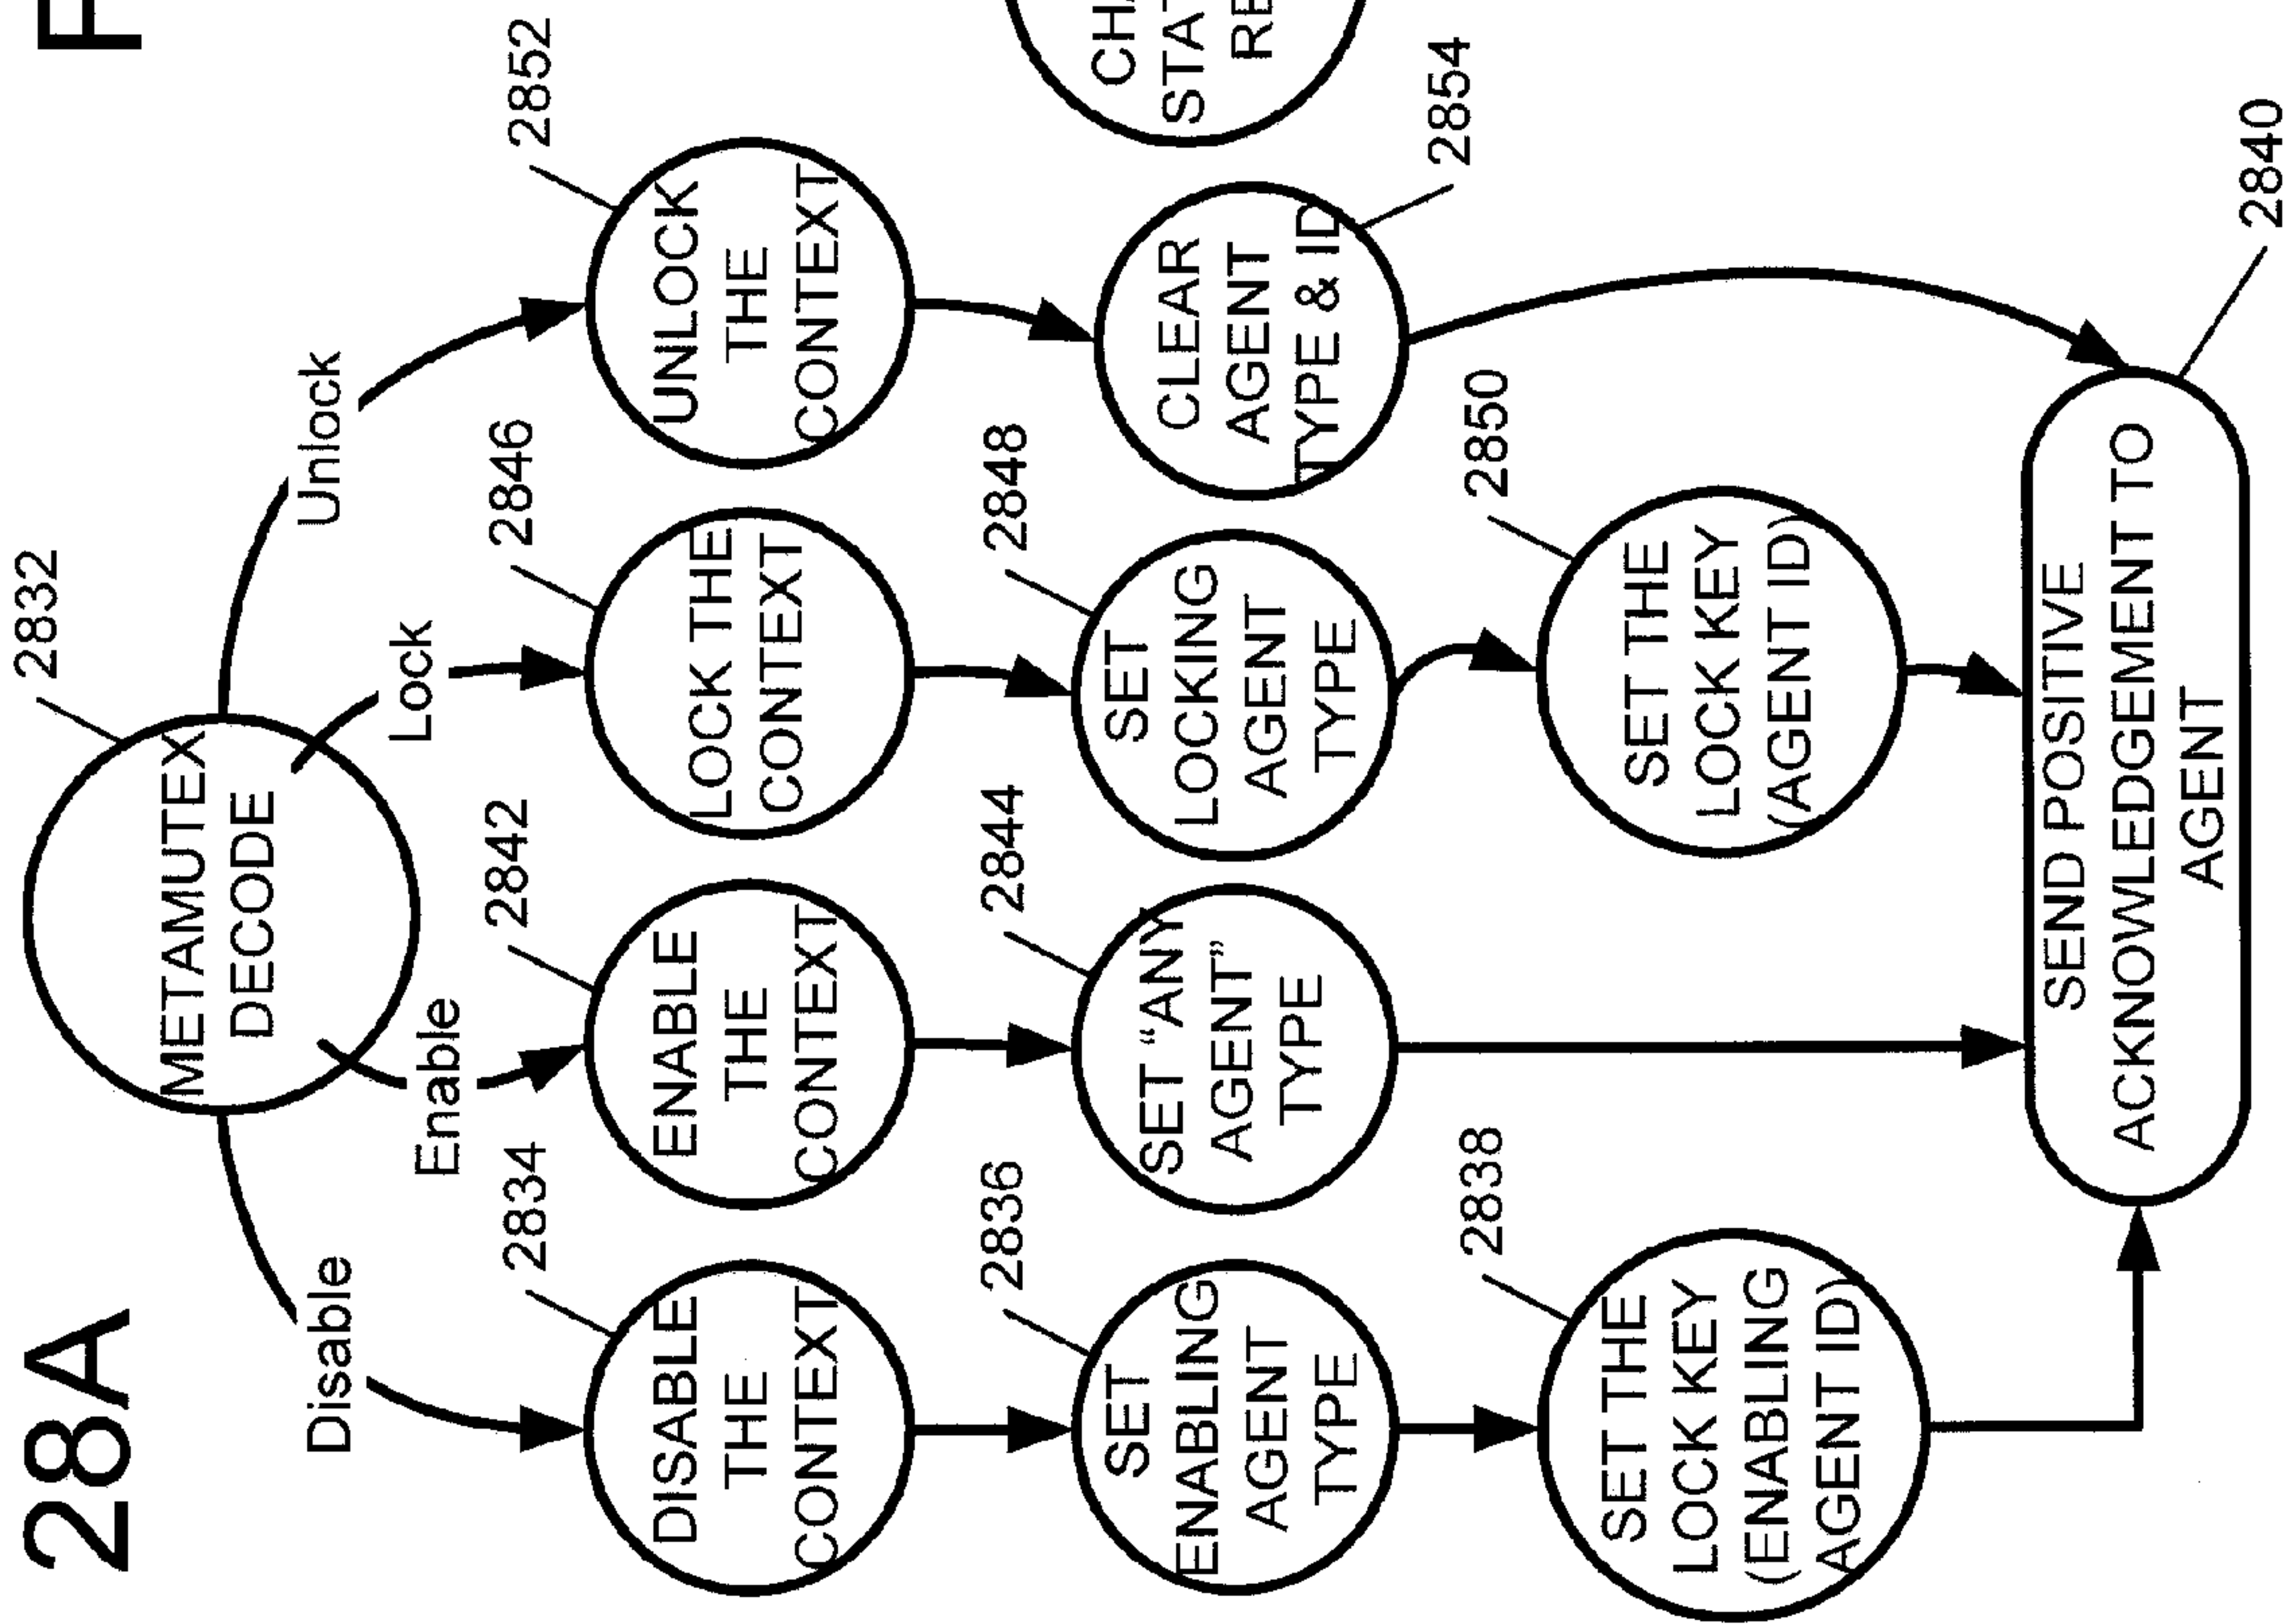 28A
F
2832
METAMUTEX
DECODE
Disable
Enable
Lock
Unlock
2834
DISABLE
THE
CONTEXT
2842
ENABLE
THE
CONTEXT
2846
LOCK THE
CONTEXT
2852
UNLOCK
THE
CONTEXT
2836
SET
ENABLING
AGENT
TYPE
2844
SET “ANY
AGENT”
TYPE
2848
SET
LOCKING
AGENT
TYPE
2854
CLEAR
AGENT
TYPE & ID
CHA
STAT
RE
2838
SET THE
LOCK KEY
(ENABLING
AGENT ID)
2850
SET THE
LOCK KEY
(AGENT ID)
2840
SEND POSITIVE
ACKNOWLEDGEMENT TO
AGENT